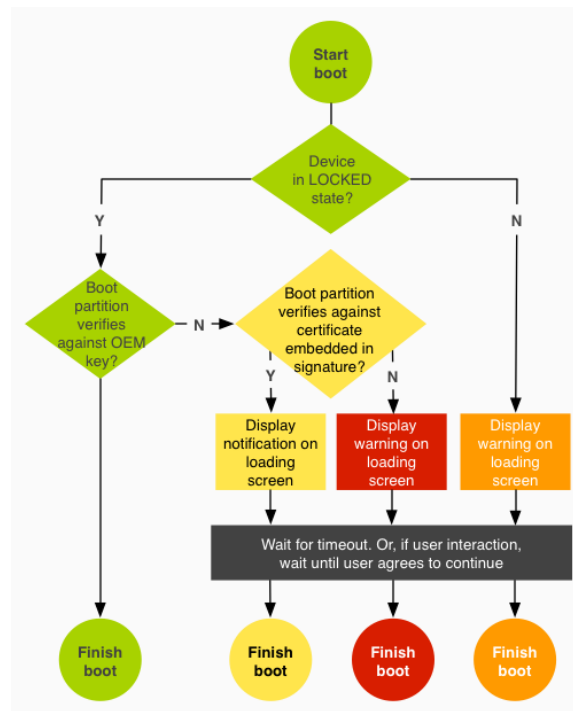 Start
boot
Device
in LOCKED
state?
Y
N
Boot
partition
verifies
against OEM
key?
N
Boot partition
verifies against
certificate
embedded in
signature?
Y
N
Display
notification on
loading
screen
Display
warning on
loading
screen
Display
warning on
loading
screen
Wait for timeout. Or, if user interaction,
wait until user agrees to continue
Finish
boot
Finish
boot
Finish
boot
Finish
boot